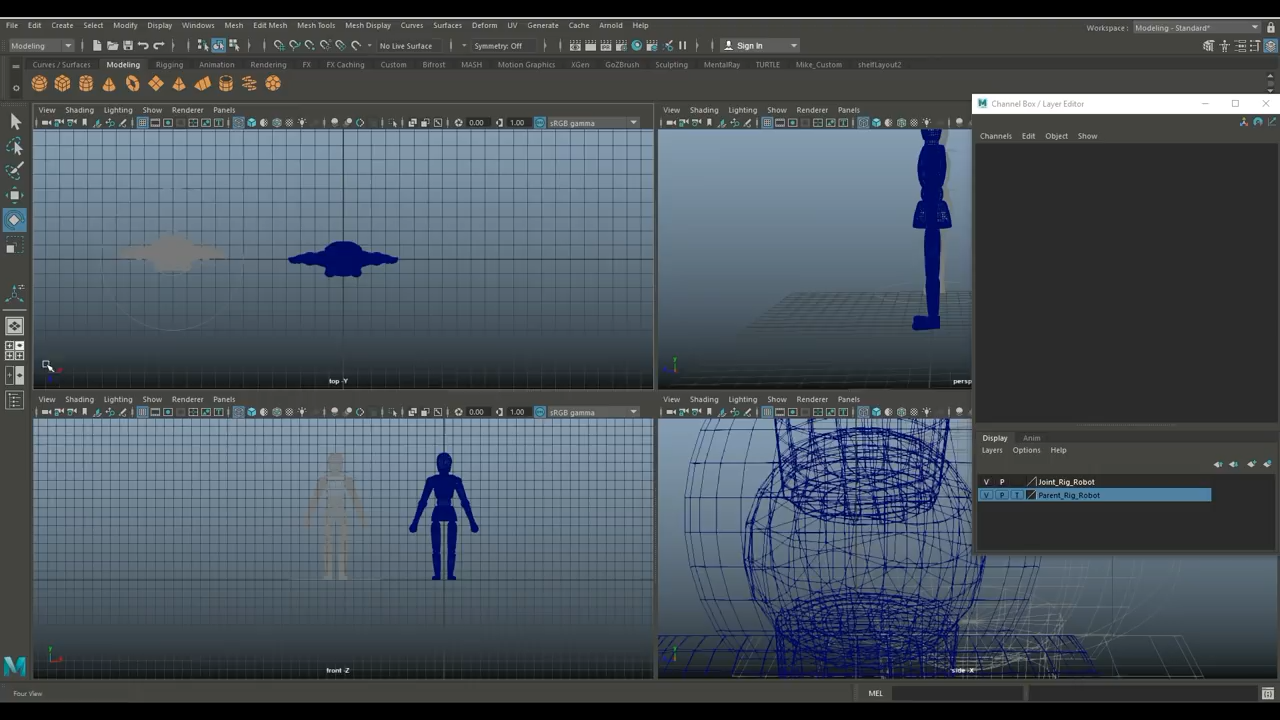 File Edit Create Select Modify Display Windows Mesh Edit Mesh Mesh Tools Mesh Display Curves Surfaces Deform UV Generate Cache Arnold Help
Workspace: Modeling - Standard*
Modeling No Live Surface Symmetry: Off Sign In
Curves / Surfaces Modeling Rigging Animation Rendering FX FX Caching Custom Bifrost MASH Motion Graphics XGen GoZBrush Sculpting MentalRay TURTLE Mike_Custom shelfLayout2
Channel Box / Layer Editor
View Shading Lighting Show Renderer Panels
0.00 1.00 sRGB gamma
View Shading Lighting Show Renderer Panels
Channels Edit Object Show
top -Y
persp
View Shading Lighting Show Renderer Panels
0.00 1.00 sRGB gamma
View Shading Lighting Show Renderer Panels
Display Anim
Layers Options Help
V P Joint_Rig_Robot
V P T Parent_Rig_Robot
front -Z
side -X
Four View
MEL